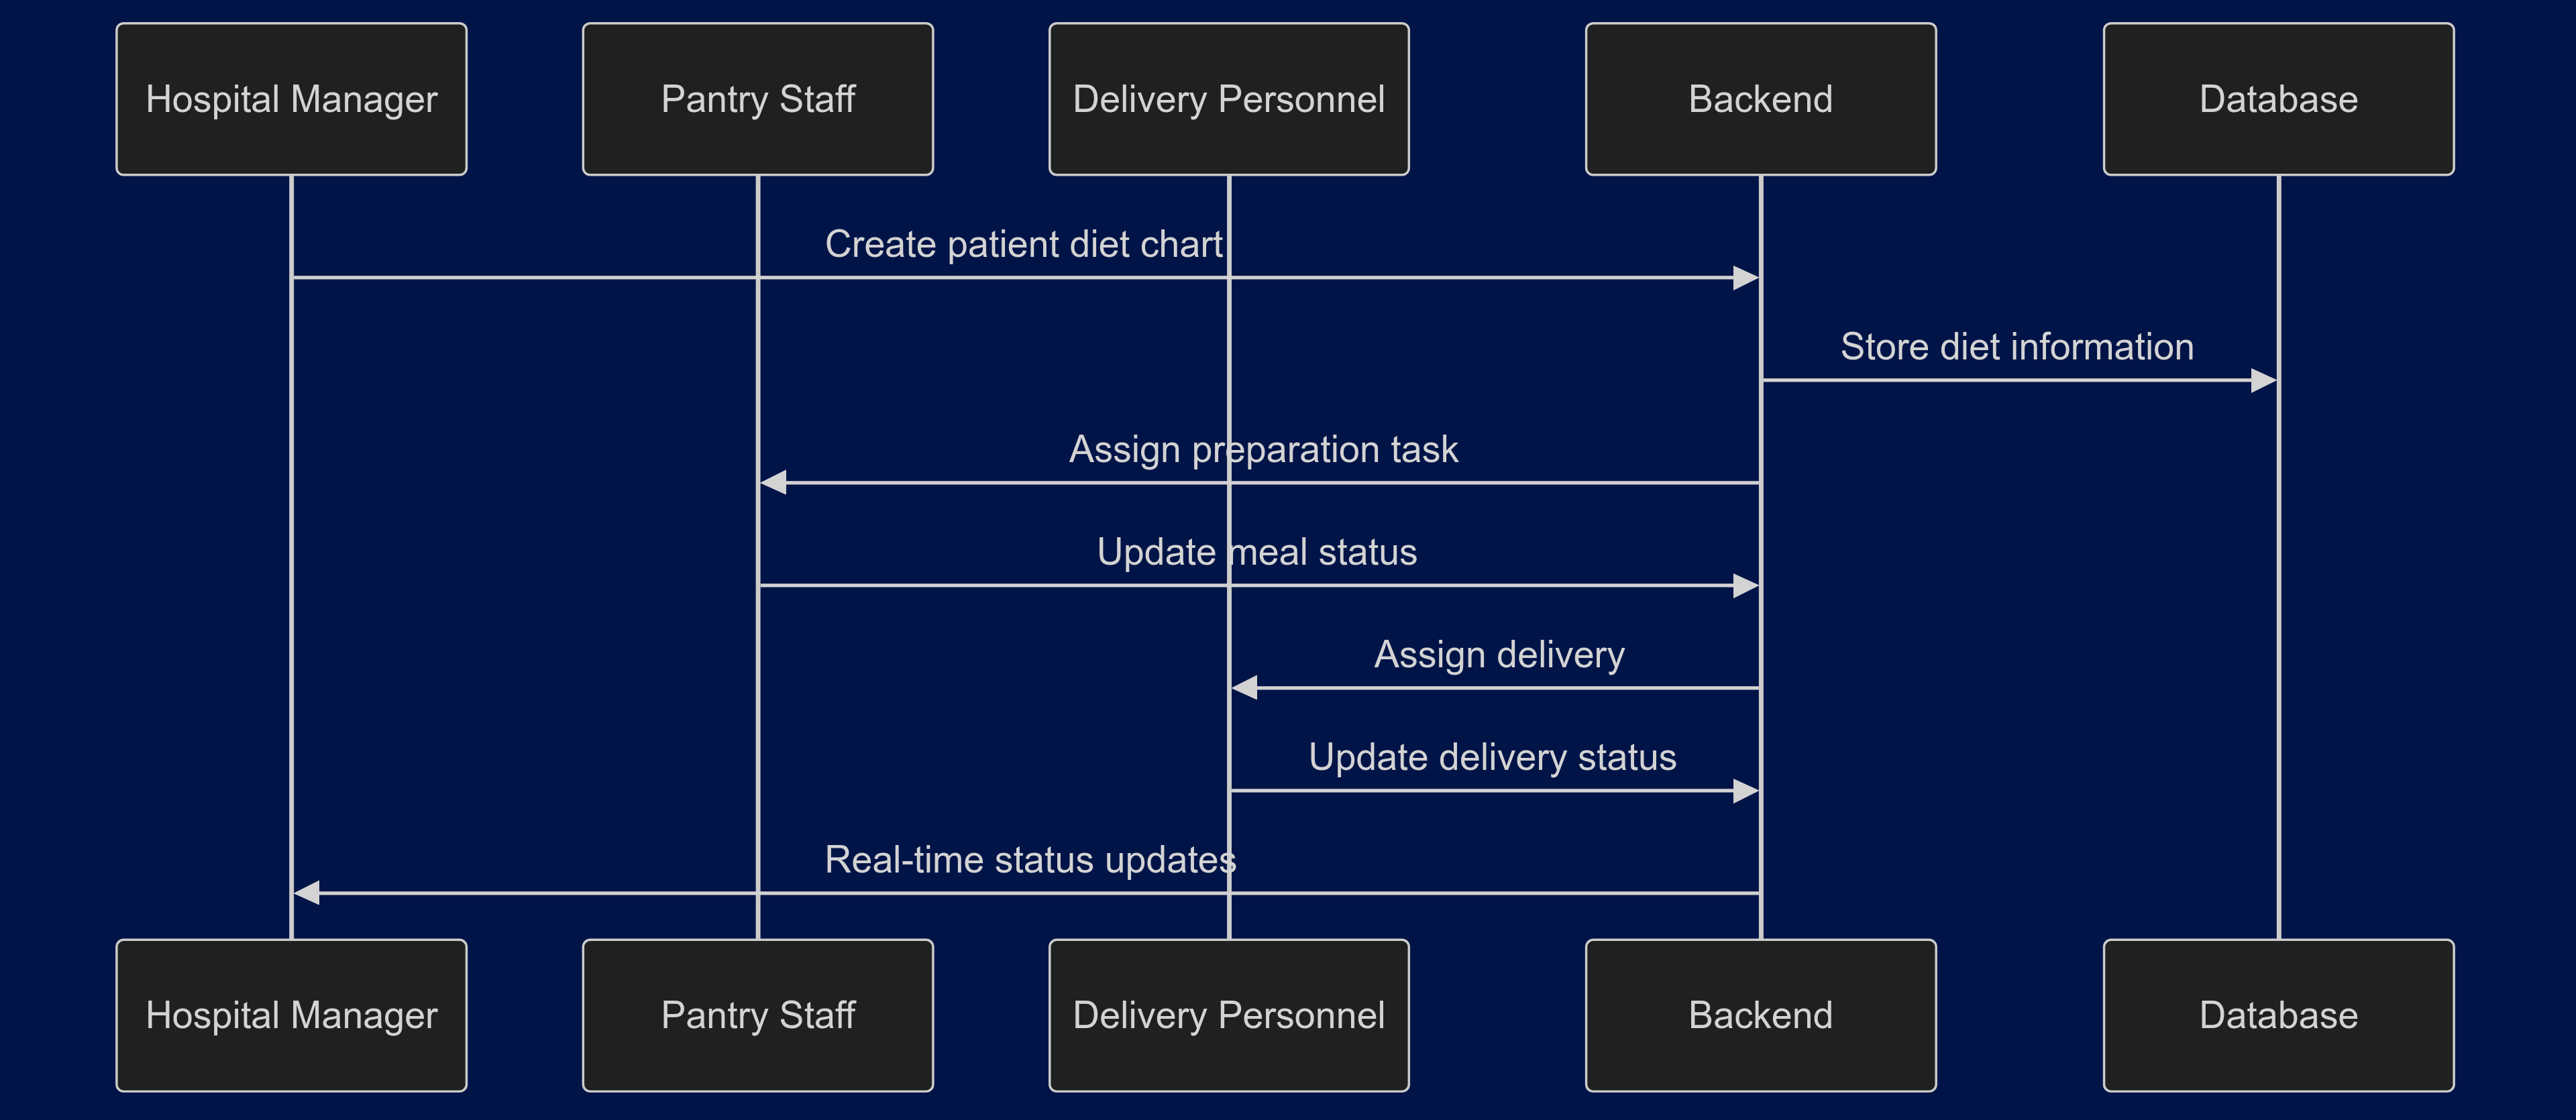 Hospital Manager
Pantry Staff
Delivery Personnel
Backend
Database
Create patient diet chart
Store diet information
Assign preparation task
Update meal status
Assign delivery
Update delivery status
Real-time status updates
Hospital Manager
Pantry Staff
Delivery Personnel
Backend
Database